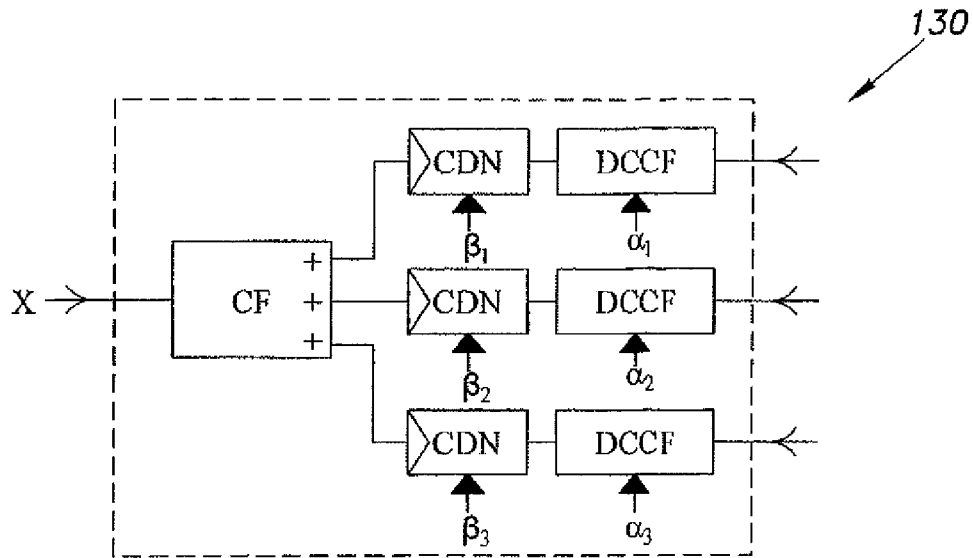 130
CDN DCCF
β₁ α₁
X CF + + + CDN DCCF
β₂ α₂
CDN DCCF
β₃ α₃